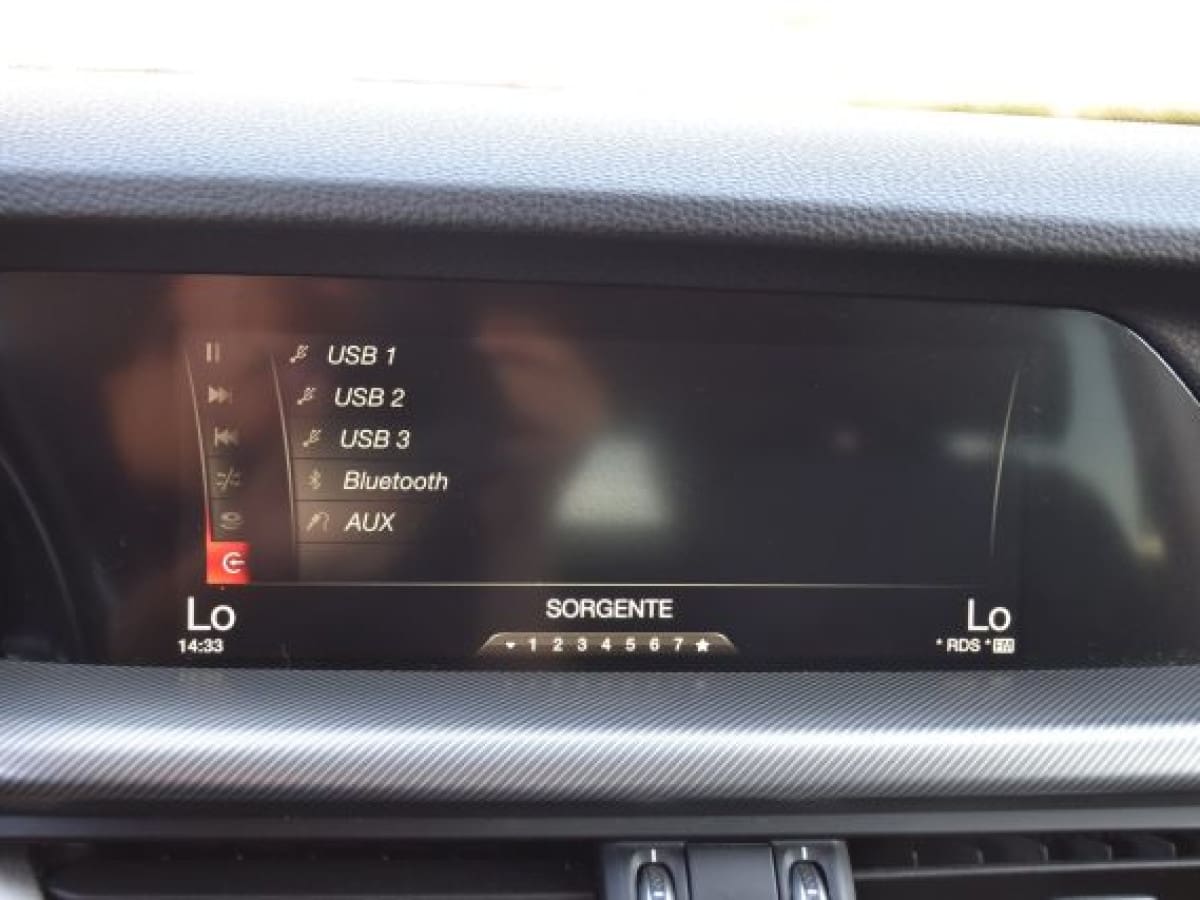 USB 1
USB 2
USB 3
Bluetooth
AUX
Lo
SORGENTE
Lo
14:33
1 2 3 4 5 6 7
* RDS * FM